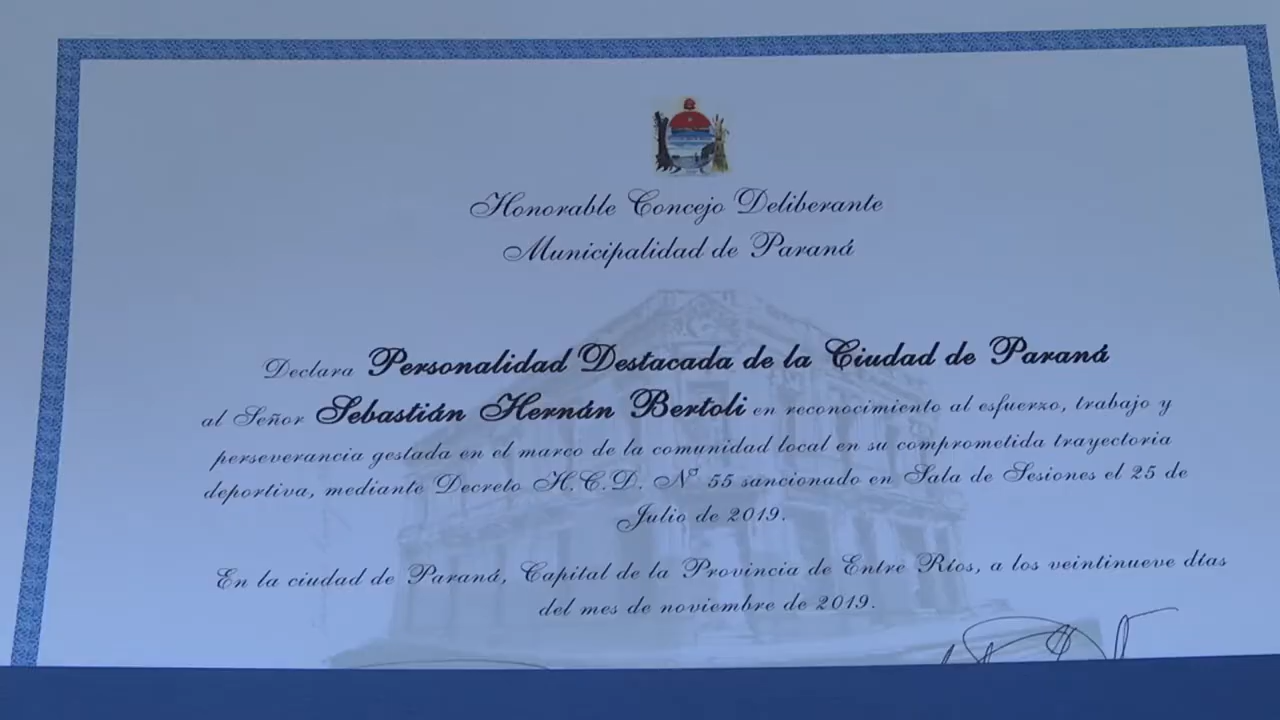 Honorable Concejo Deliberante
Municipalidad de Paraná
Declara Personalidad Destacada de la Ciudad de Paraná
al Señor Sebastián Hernán Bertoli en reconocimiento al esfuerzo, trabajo y
perseverancia gestada en el marco de la comunidad local en su comprometida trayectoria
deportiva, mediante Decreto H.C.D. Nº 55 sancionado en Sala de Sesiones el 25 de
Julio de 2019.
En la ciudad de Paraná, Capital de la Provincia de Entre Ríos, a los veintinueve días
del mes de noviembre de 2019.